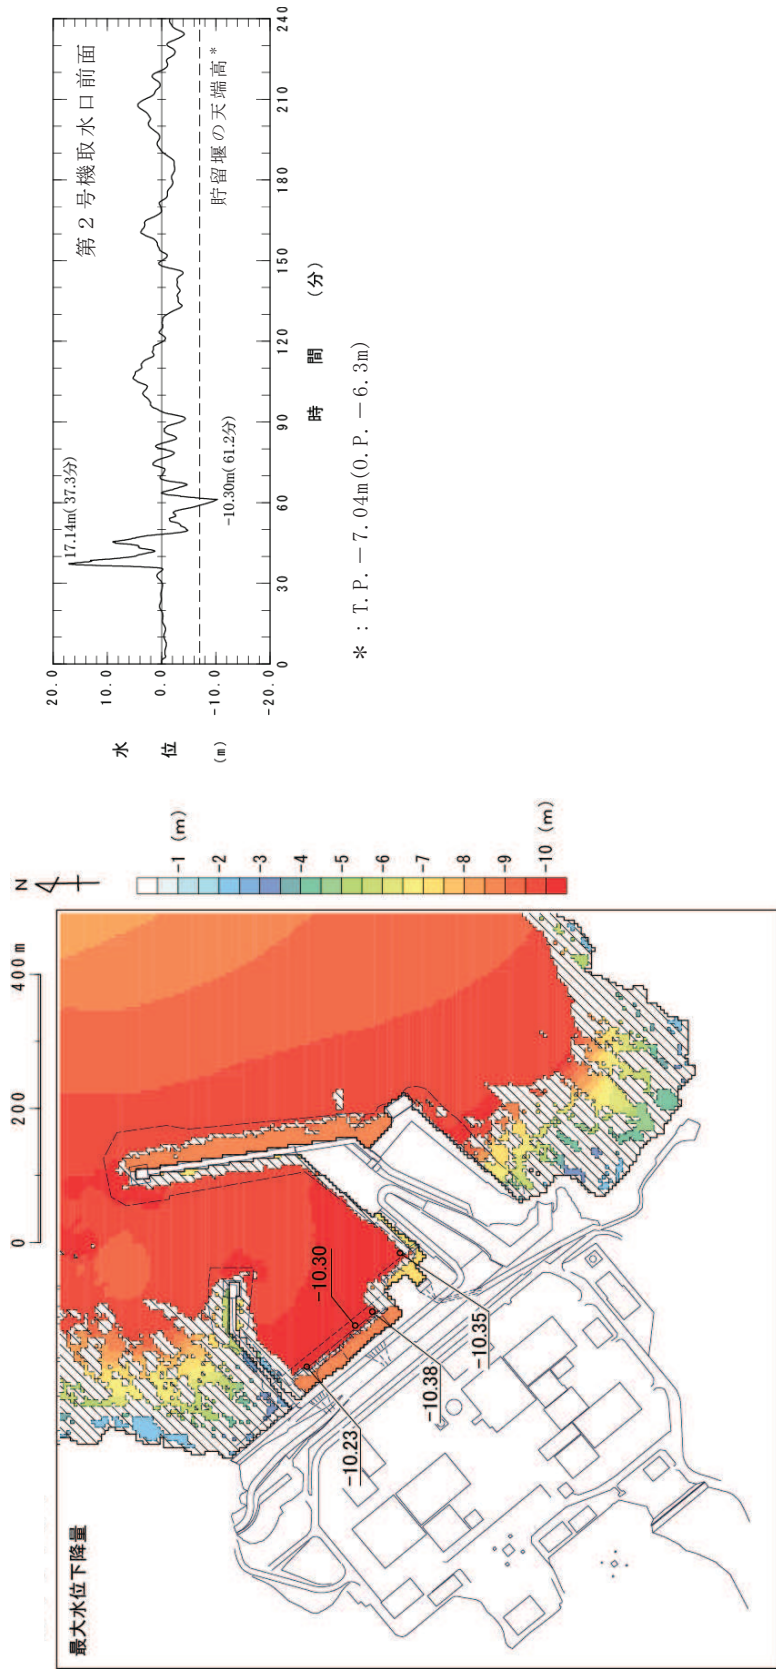 最大水位下降量
0 200 400m
N
-1 (m)
-2
-3
-4
-5
-6
-7
-8
-9
-10 (m)
-10.23
-10.38
-10.30
-10.35
第2号機取水口前面
17.14m( 37.3分)
-10.30m( 61.2分)
貯留堰の天端高*
20.0
10.0
0.0
-10.0
-20.0
水 位 (m)
0 30 60 90 120 150 180 210 240
時 間 (分)
*:T.P.-7.04m(O.P.-6.3m)